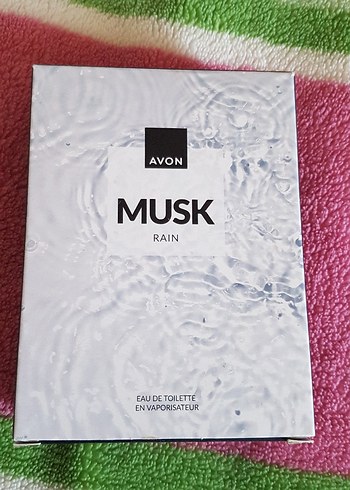 AVON
MUSK
RAIN
EAU DE TOILETTE
EN VAPORISATEUR